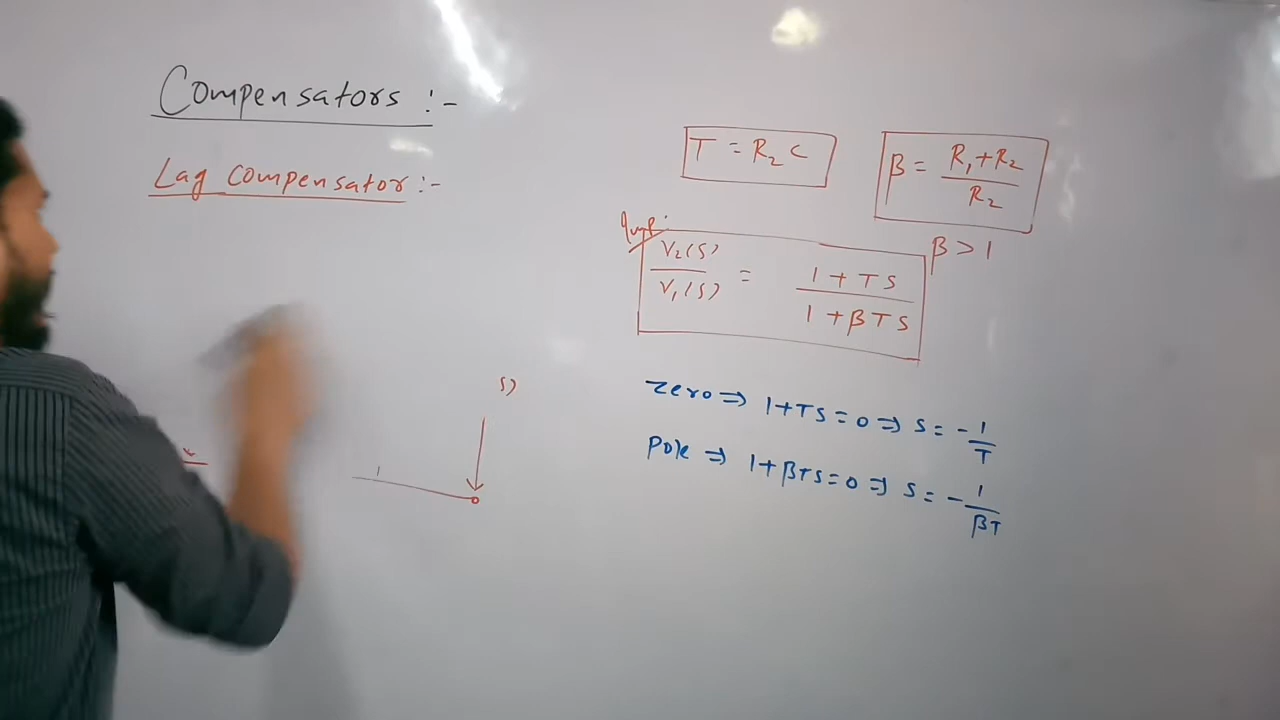 Compensators :-
Lag compensator :-
T = R₂ C
β = (R₁+R₂)/R₂
β > 1
V₂(S)/V₁(S) = (1+TS)/(1+βTS)
S)
Zero ⇒ 1+TS=0 ⇒ S = -1/T
Pole ⇒ 1+βTS=0 ⇒ S = -1/βT